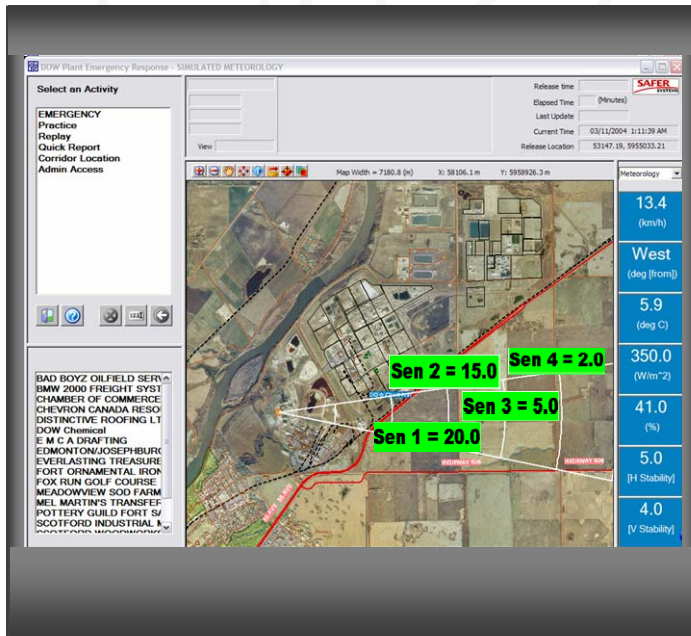 DOW Plant Emergency Response - SIMULATED METEOROLOGY
Select an Activity
EMERGENCY
Practice
Replay
Quick Report
Corridor Location
Admin Access
View
Release time
Elapsed Time
(Minutes)
Last Update
Current Time 03/11/2004 1:11:39 AM
Release Location 53147.19, 5955033.21
SAFER
SYSTEMS
Map Width = 7180.8 (m) X: 58106.1 m Y: 5958926.3 m
Meteorology
13.4
(km/h)
West
(deg [from])
5.9
(deg C)
350.0
(W/m^2)
41.0
(%)
5.0
[H Stability]
4.0
[V Stability]
123
BAD BOYZ OILFIELD SERV
BMW 2000 FREIGHT SYST
CHAMBER OF COMMERCE
CHEVRON CANADA RESO
DISTINCTIVE ROOFING LT
DOW Chemical
E M C A DRAFTING
EDMONTON/JOSEPHBURG
EVERLASTING TREASURE
FORT ORNAMENTAL IRON
FOX RUN GOLF COURSE
MEADOWVIEW SOD FARM
MEL MARTIN'S TRANSFER
POTTERY GUILD FORT SA
SCOTFORD INDUSTRIAL M
SCOTFORD WOODWORKS
Sen 4 = 2.0
Sen 2 = 15.0
Sen 3 = 5.0
Sen 1 = 20.0